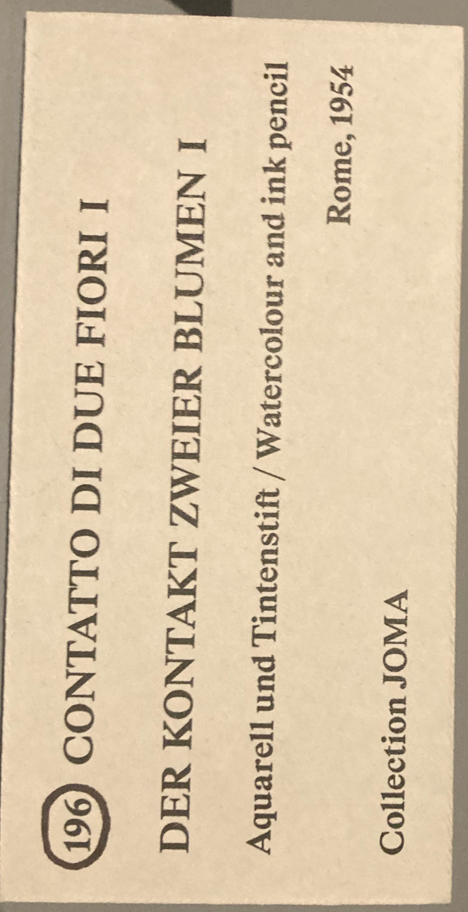 196 CONTATTO DI DUE FIORI I
DER KONTAKT ZWEIER BLUMEN I
Aquarell und Tintenstift / Watercolour and ink pencil
Rome, 1954
Collection JOMA